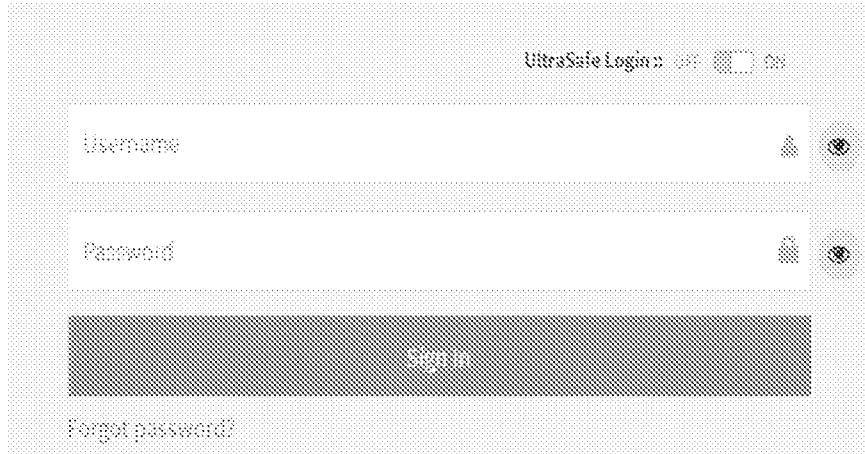 UltraSafe Login :: OFF ON
Username
Password
Sign In
Forgot password?